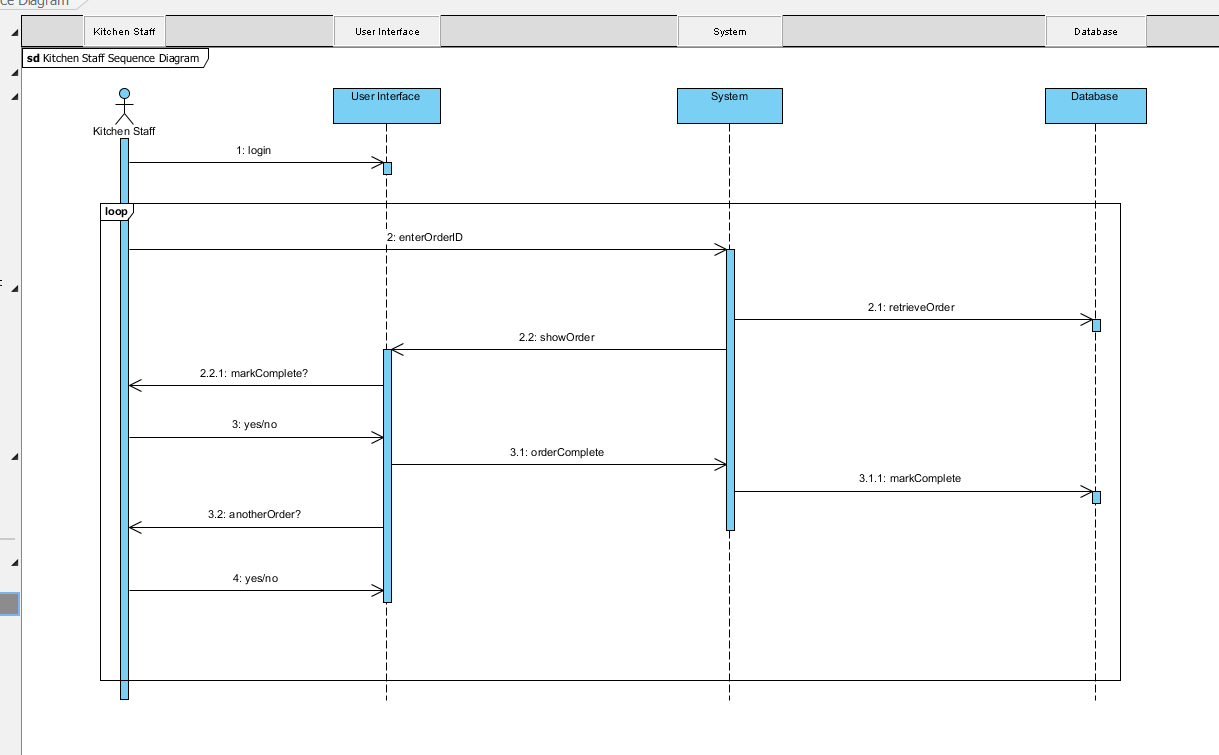 ce Diagram
Kitchen Staff
User Interface
System
Database
sd Kitchen Staff Sequence Diagram
User Interface
System
Database
Kitchen Staff
1: login
loop
2: enterOrderID
2.1: retrieveOrder
2.2: showOrder
2.2.1: markComplete?
3: yes/no
3.1: orderComplete
3.1.1: markComplete
3.2: anotherOrder?
4: yes/no